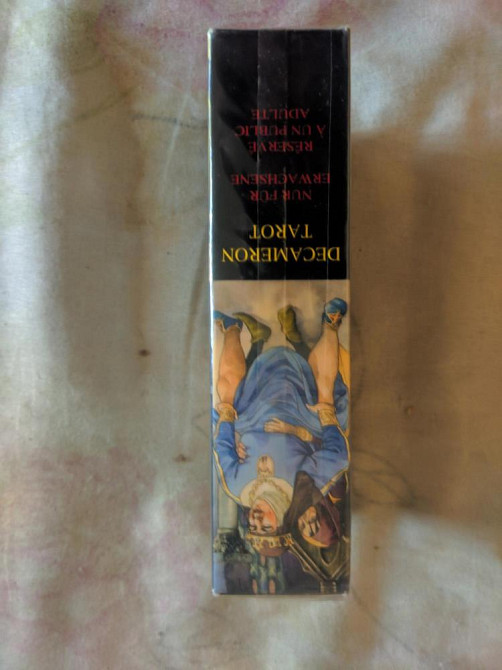 DECAMERON
TAROT
NUR FÜR
ERWACHSENE
RÉSERVÉ
À UN PUBLIC
ADULTE